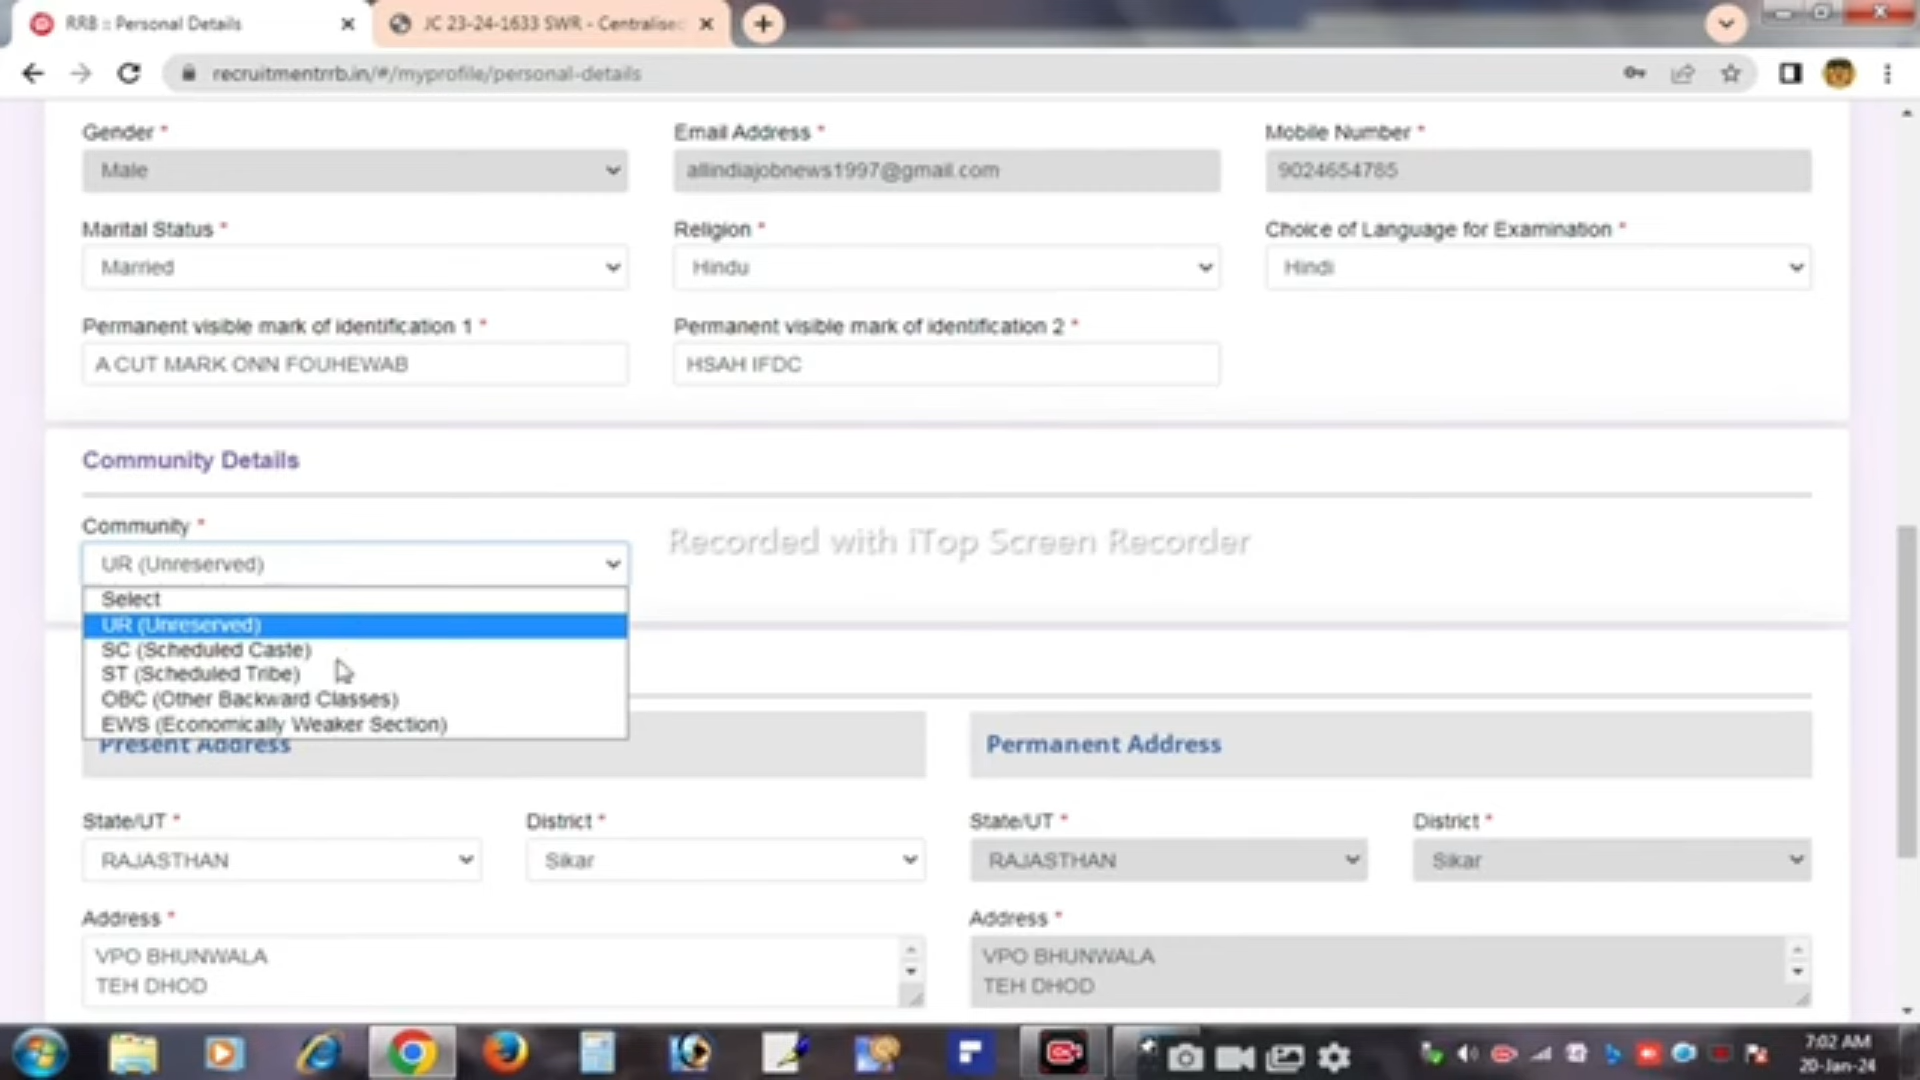 RRB :: Personal Details
JC 23-24-1633 SWR - Centralise
recruitmentrrb.in/#/myprofile/personal-details
Gender *
Email Address *
Mobile Number *
Male
allindiajobnews1997@gmail.com
9024654785
Marital Status *
Religion *
Choice of Language for Examination *
Married
Hindu
Hindi
Permanent visible mark of identification 1 *
Permanent visible mark of identification 2 *
A CUT MARK ONN FOUHEWAB
HSAH IFDC
Community Details
Community *
Recorded with iTop Screen Recorder
UR (Unreserved)
Select
UR (Unreserved)
SC (Scheduled Caste)
ST (Scheduled Tribe)
OBC (Other Backward Classes)
EWS (Economically Weaker Section)
Present Address
Permanent Address
State/UT *
District *
State/UT *
District *
RAJASTHAN
Sikar
RAJASTHAN
Sikar
Address *
Address *
VPO BHUNWALA
TEH DHOD
VPO BHUNWALA
TEH DHOD
7:02 AM
20-Jan-24